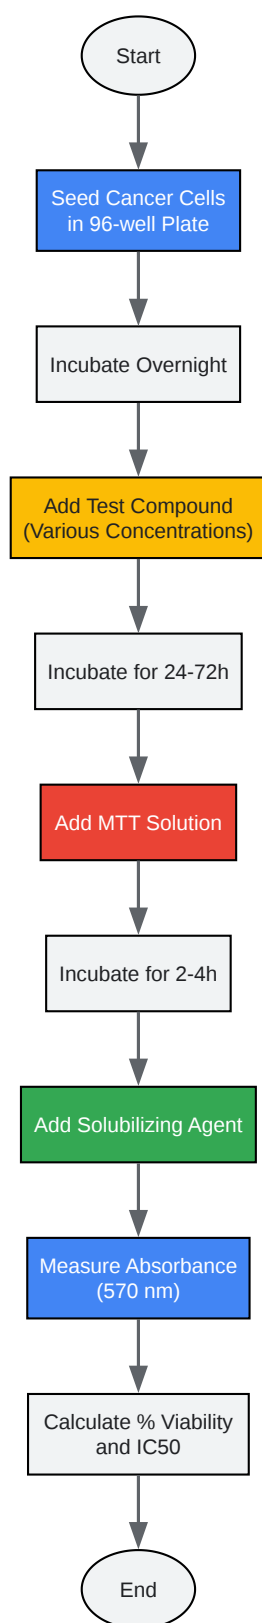 Start
Seed Cancer Cells
in 96-well Plate
Incubate Overnight
Add Test Compound
(Various Concentrations)
Incubate for 24-72h
Add MTT Solution
Incubate for 2-4h
Add Solubilizing Agent
Measure Absorbance
(570 nm)
Calculate % Viability
and IC50
End